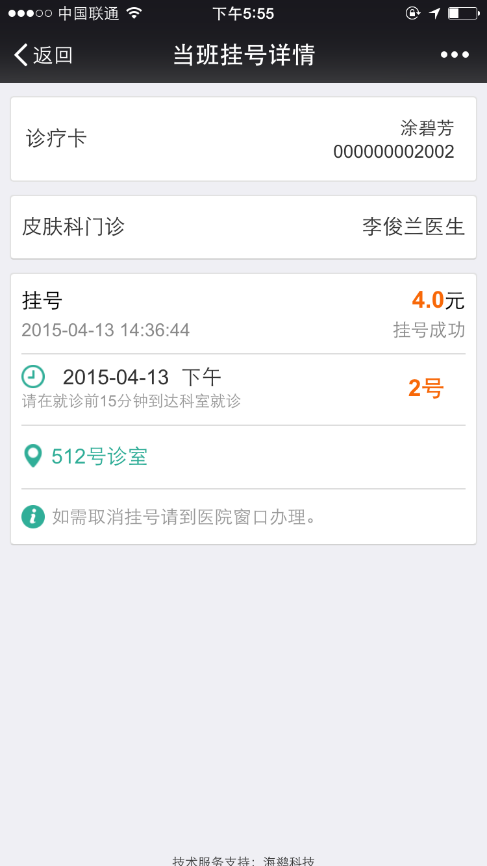 中国联通 下午5:55
返回 当班挂号详情
诊疗卡 涂碧芳
000000002002
皮肤科门诊 李俊兰医生
挂号 4.0元
2015-04-13 14:36:44 挂号成功
2015-04-13 下午 2号
请在就诊前15分钟到达科室就诊
512号诊室
如需取消挂号请到医院窗口办理。
技术服务支持：海鹚科技